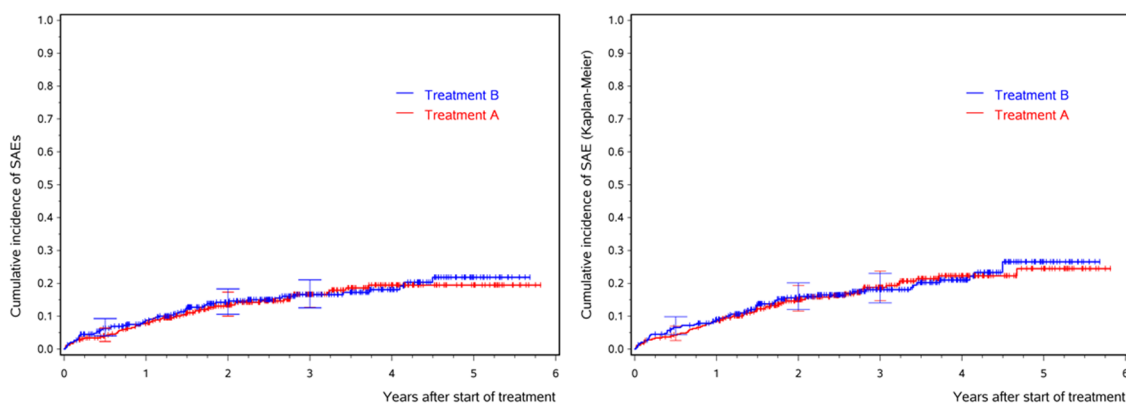 Cumulative incidence of SAEs
1.0
0.9
0.8
0.7
0.6
0.5
0.4
0.3
0.2
0.1
0.0
Treatment B
Treatment A
0 1 2 3 4 5 6
Years after start of treatment
Cumulative incidence of SAE (Kaplan-Meier)
1.0
0.9
0.8
0.7
0.6
0.5
0.4
0.3
0.2
0.1
0.0
Treatment B
Treatment A
0 1 2 3 4 5 6
Years after start of treatment